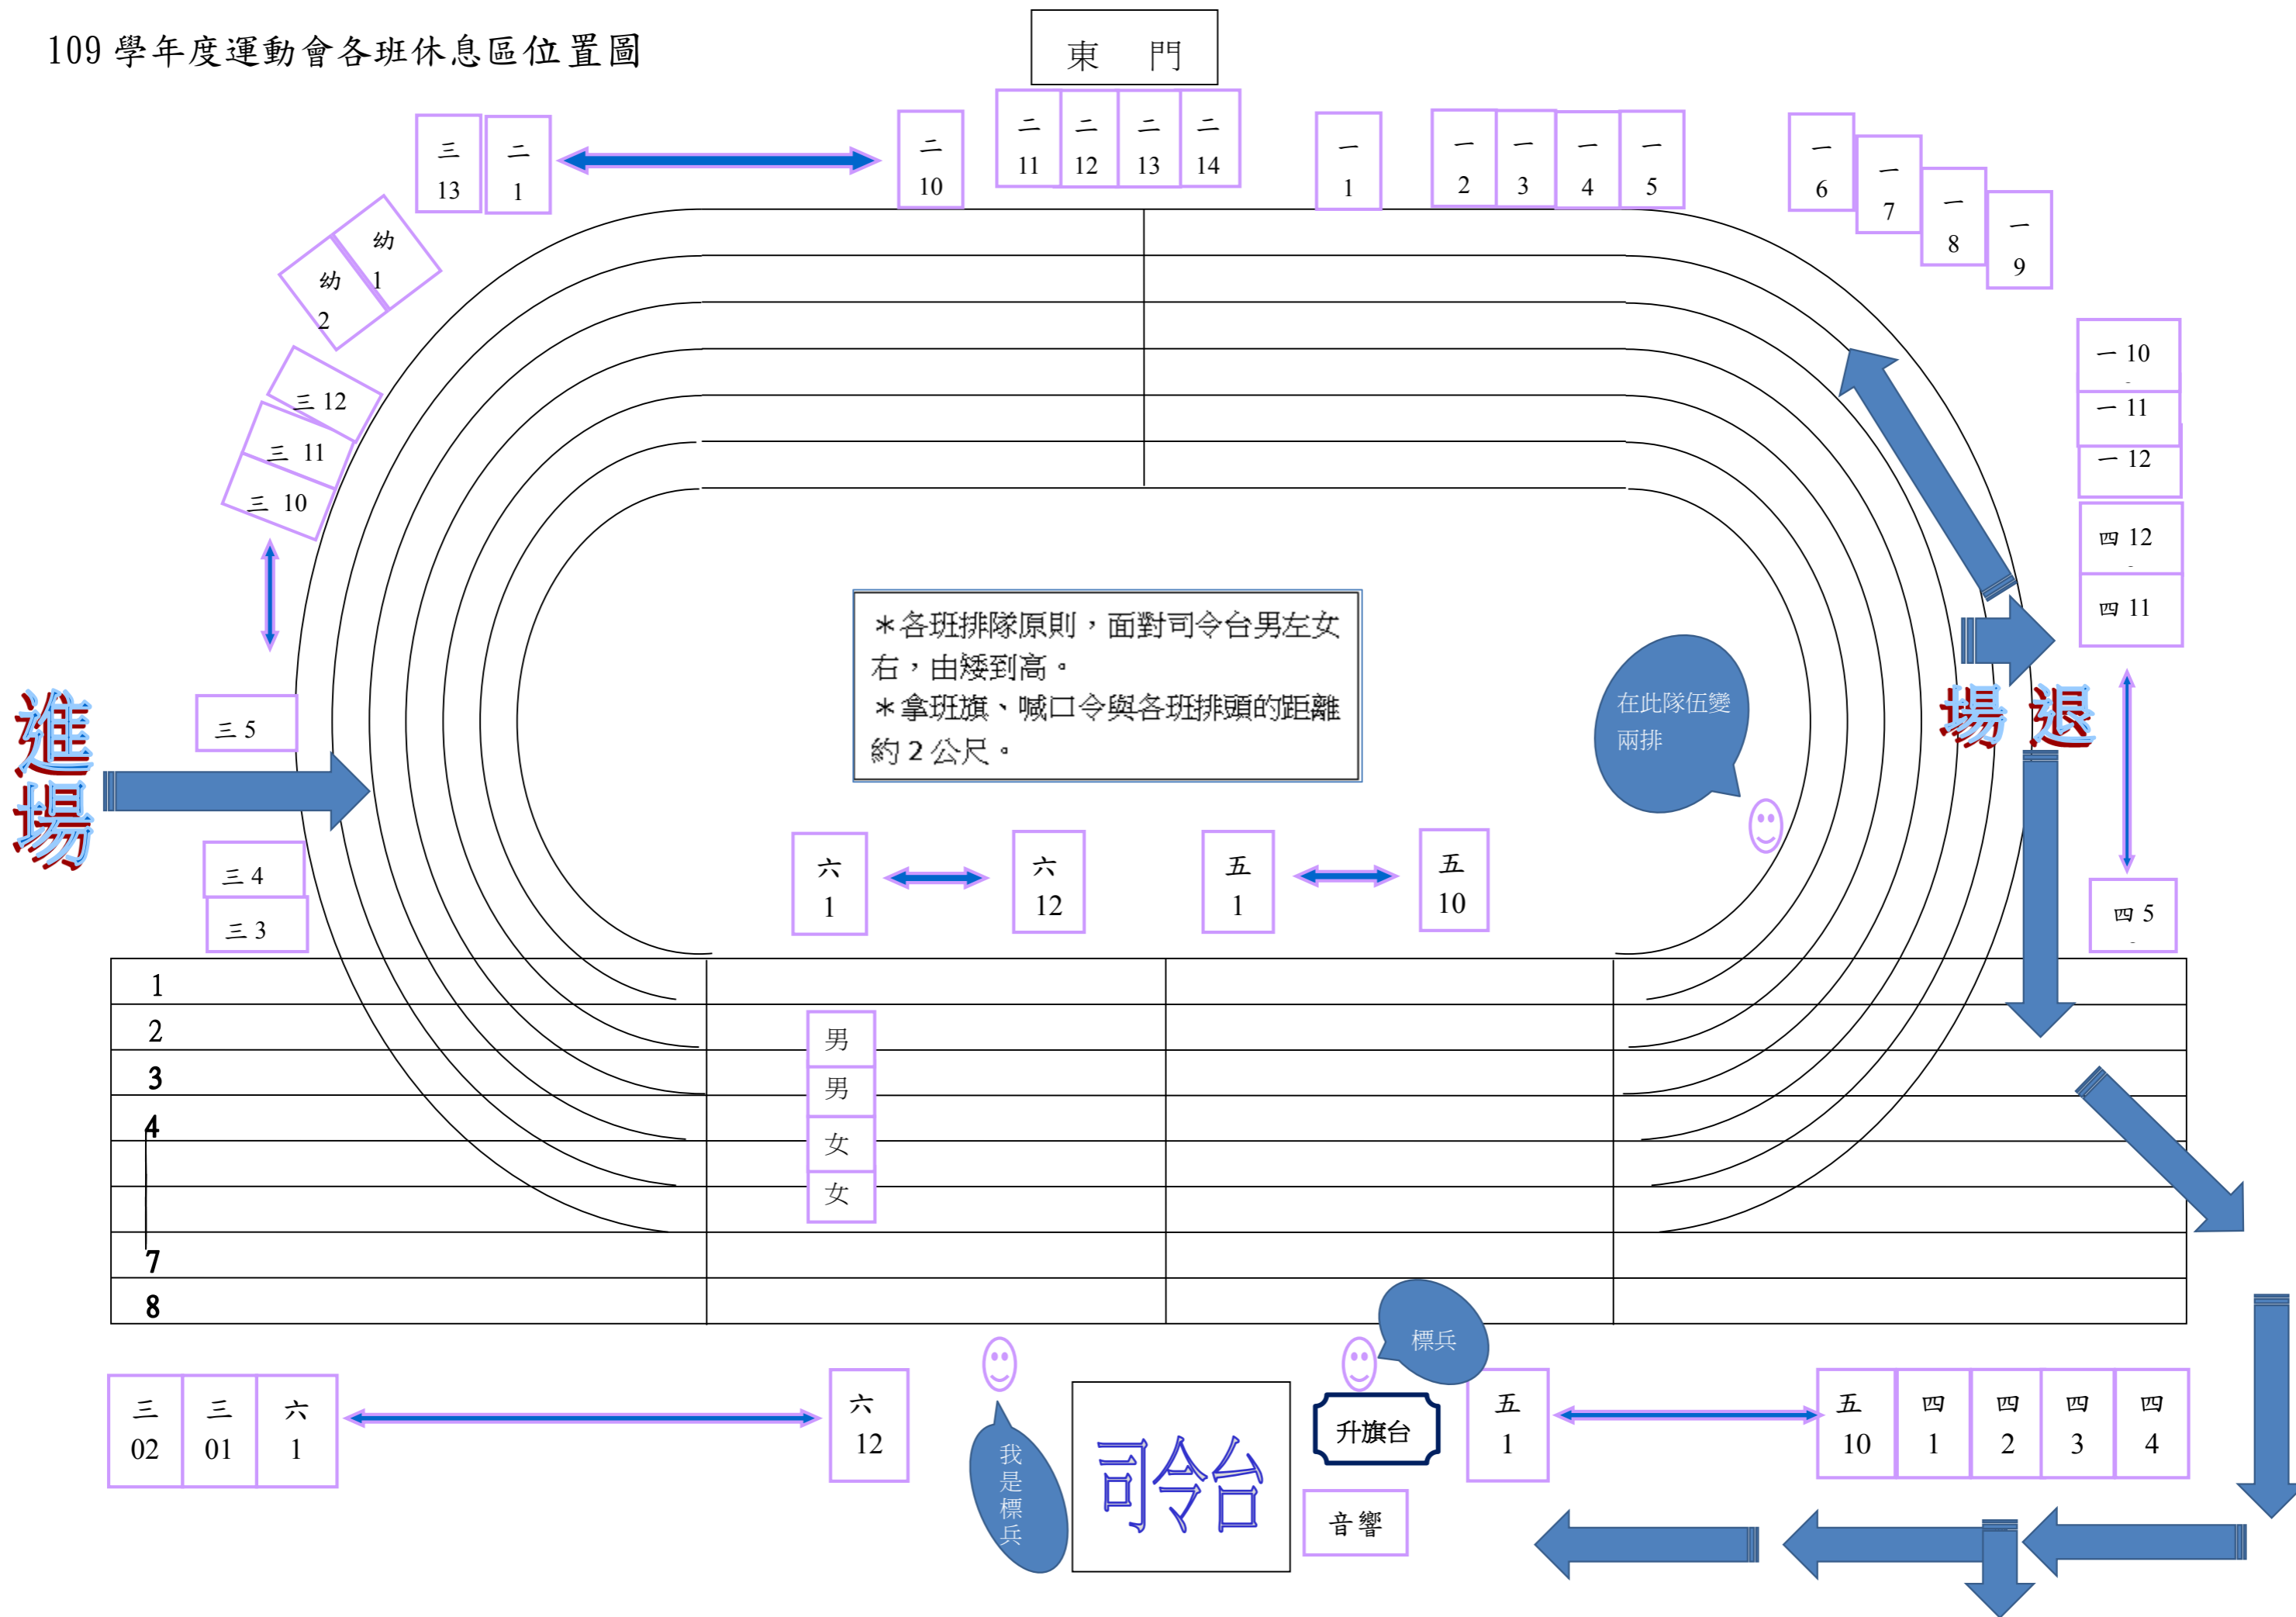 109 學年度運動會各班休息區位置圖
東 門
三 13
二 1
二 10
二 11
二 12
二 13
二 14
一 1
一 2
一 3
一 4
一 5
一 6
一 7
一 8
一 9
幼 1
幼 2
三 12
三 11
三 10
一 10
一 11
一 12
四 12
四 11
＊各班排隊原則，面對司令台男左女
右，由矮到高。
＊拿班旗、喊口令與各班排頭的距離
約 2 公尺。
在此隊伍變
兩排
場 退
三 5
進
場
三 4
三 3
六 1
六 12
五 1
五 10
四 5
1
2
3
4
7
8
男
男
女
女
標兵
三 02
三 01
六 1
六 12
我
是
標
兵
司令台
升旗台
音響
五 1
五 10
四 1
四 2
四 3
四 4